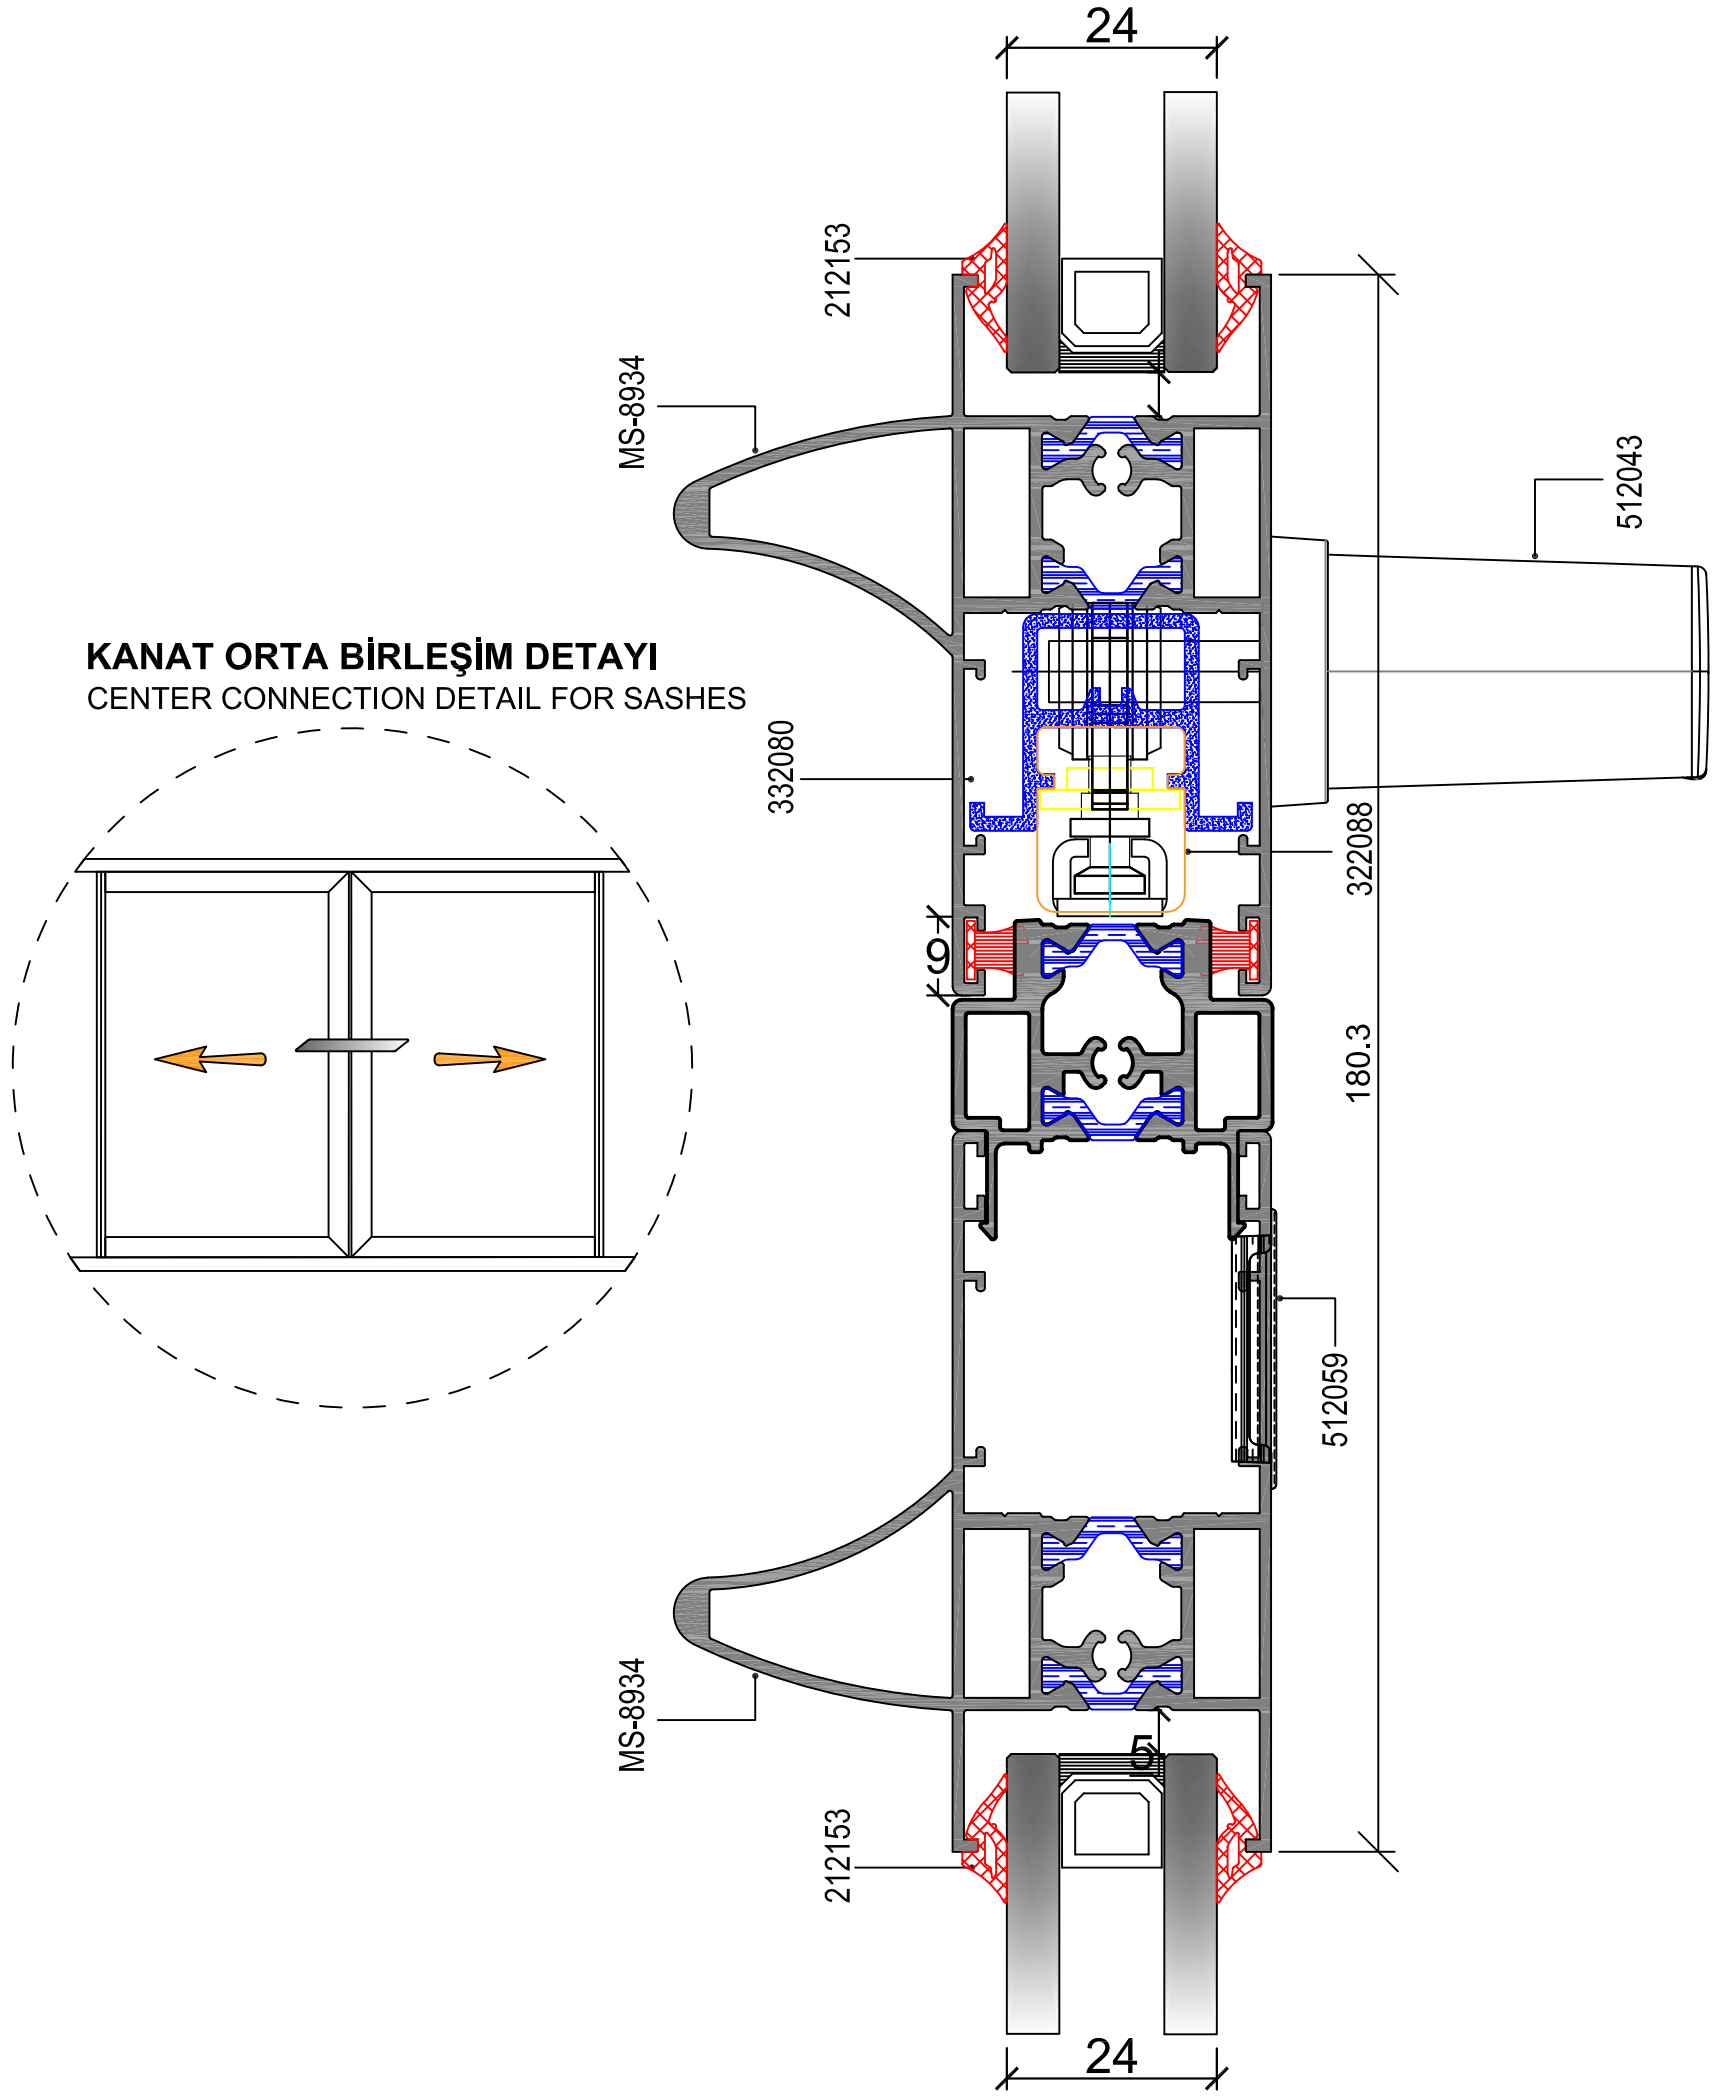 24
212153
MS-8934
512043
KANAT ORTA BİRLEŞİM DETAYI
CENTER CONNECTION DETAIL FOR SASHES
332080
322088
9
180.3
512059
MS-8934
5
212153
24